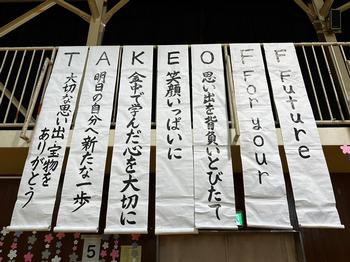 T
大切な思い出宝物を
ありがとう
A
明日の自分へ新たな一歩
K
金中で学んだ心を大切に
E
笑顔いっぱいに
O
思い出を背負いとびたて
F
For your
F
Future
5